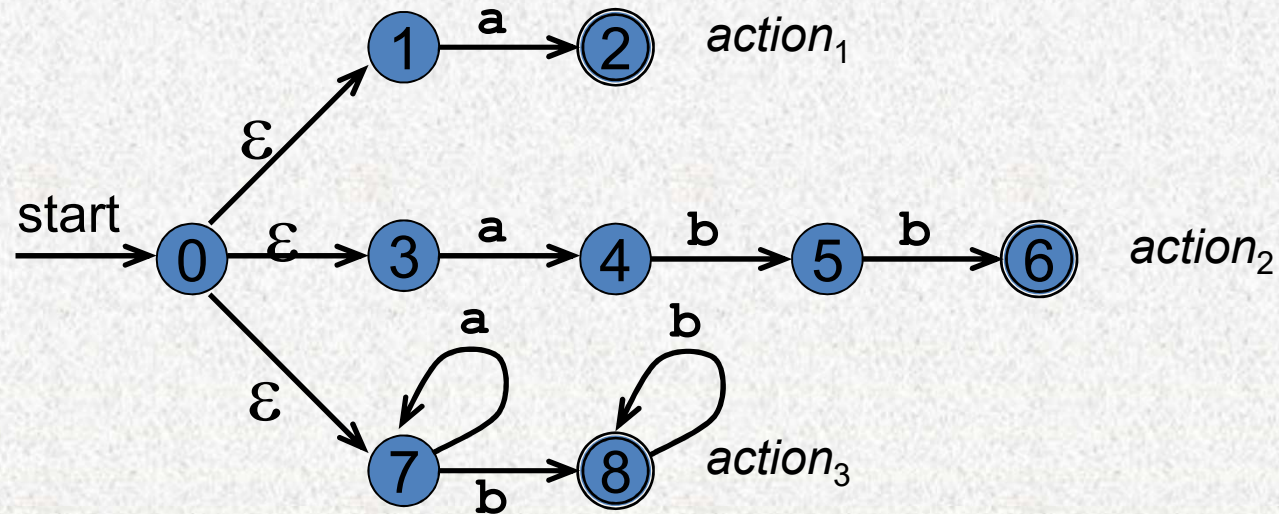 a
1 2 action1
ε
start
0 ε 3 a 4 b 5 b 6 action2
a b
ε
7 8 action3
b